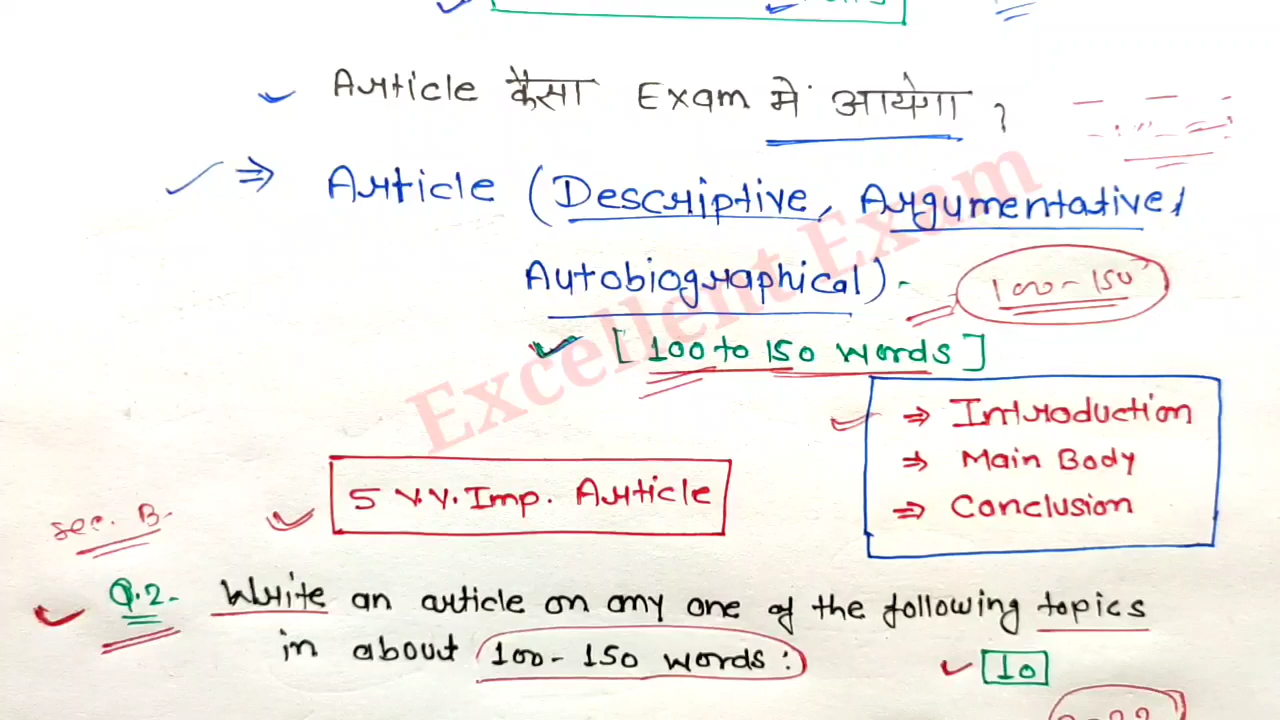 Article कैसा Exam में आयेगा ?
⇒ Article (Descriptive, Argumentative,
Autobiographical) -
100-150
[100 to 150 words]
Excellent Exam
⇒ Introduction
⇒ Main Body
⇒ Conclusion
5 V.V. Imp. Article
Sec. B.
Q.2- Write an article on any one of the following topics
in about 100-150 words:
10